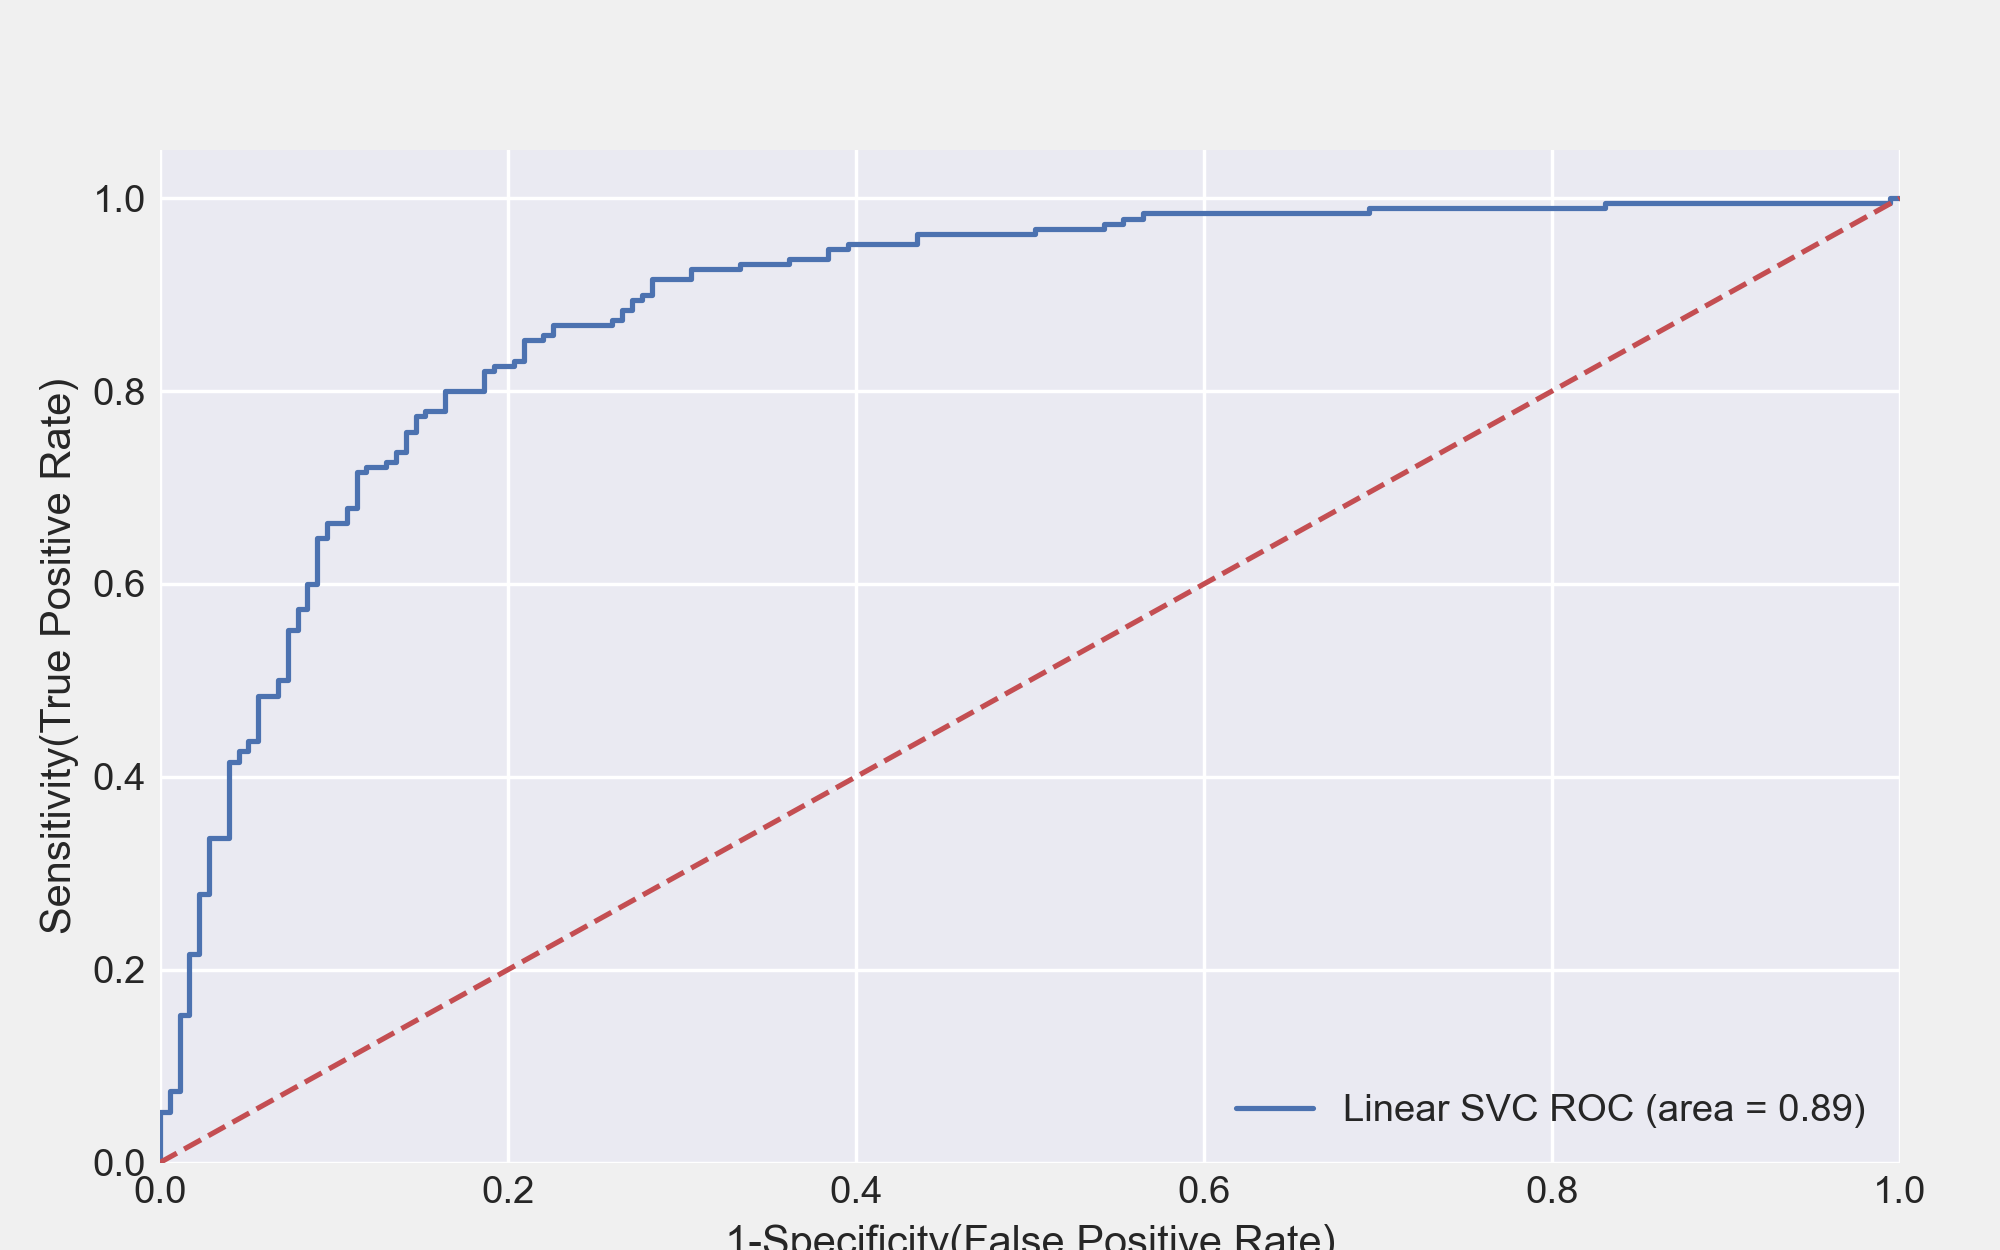 1.0
0.8
0.6
0.4
0.2
0.0
Sensitivity(True Positive Rate)
Linear SVC ROC (area = 0.89)
0.0 0.2 0.4 0.6 0.8 1.0
1-Specificity(False Positive Rate)